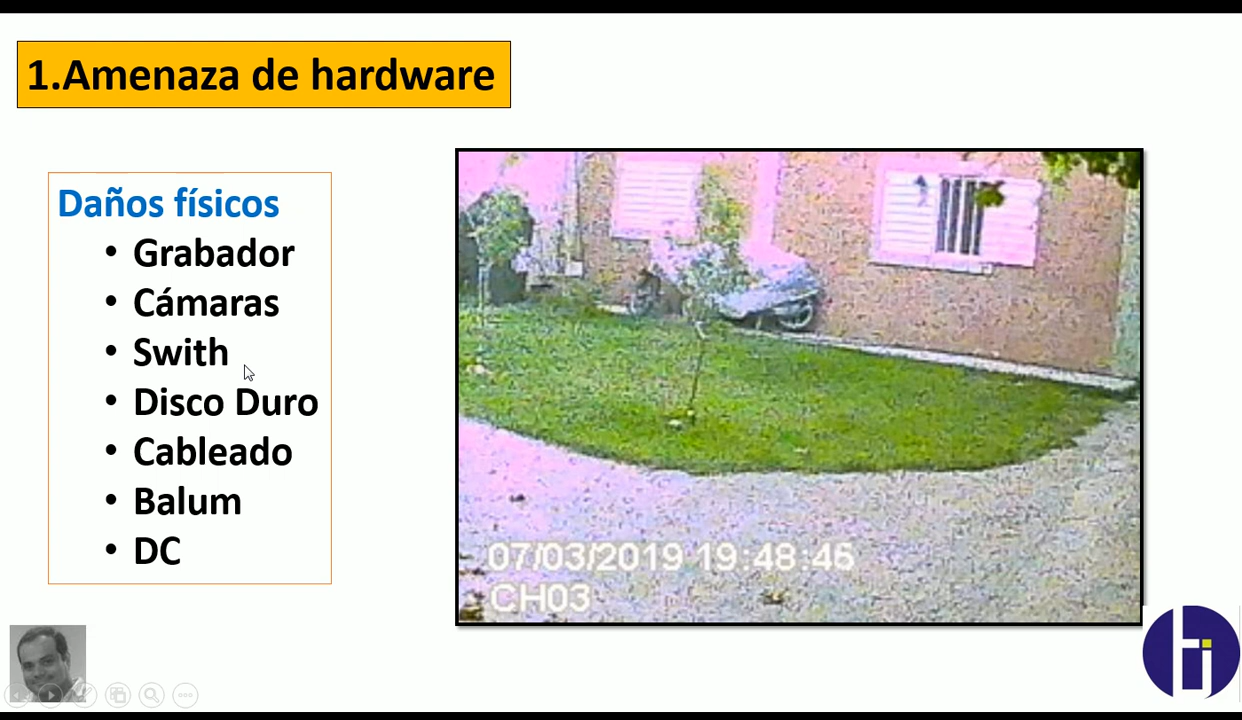 1.Amenaza de hardware
Daños físicos
• Grabador
• Cámaras
• Swith
• Disco Duro
• Cableado
• Balum
• DC
07/03/2019 19:48:46
CH03